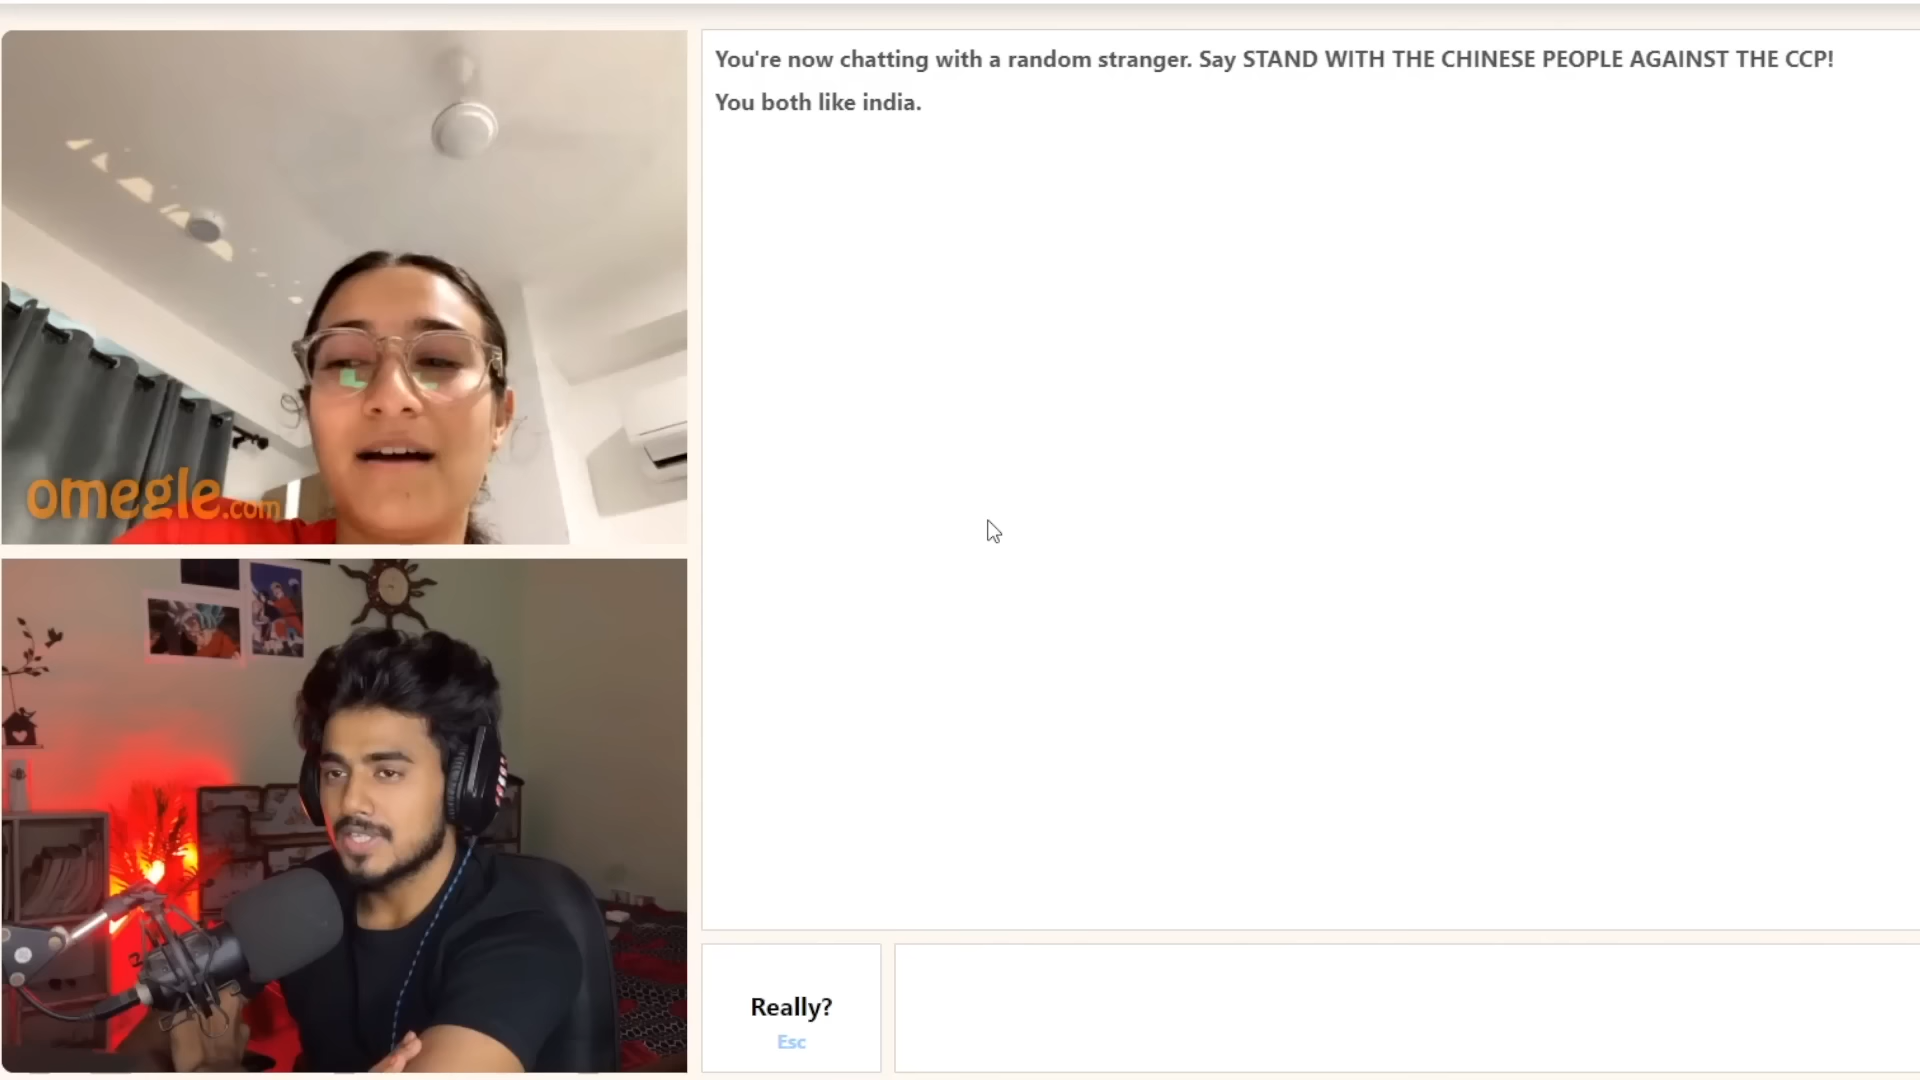 You're now chatting with a random stranger. Say STAND WITH THE CHINESE PEOPLE AGAINST THE CCP!
You both like india.
omegle.com
Really?
Esc